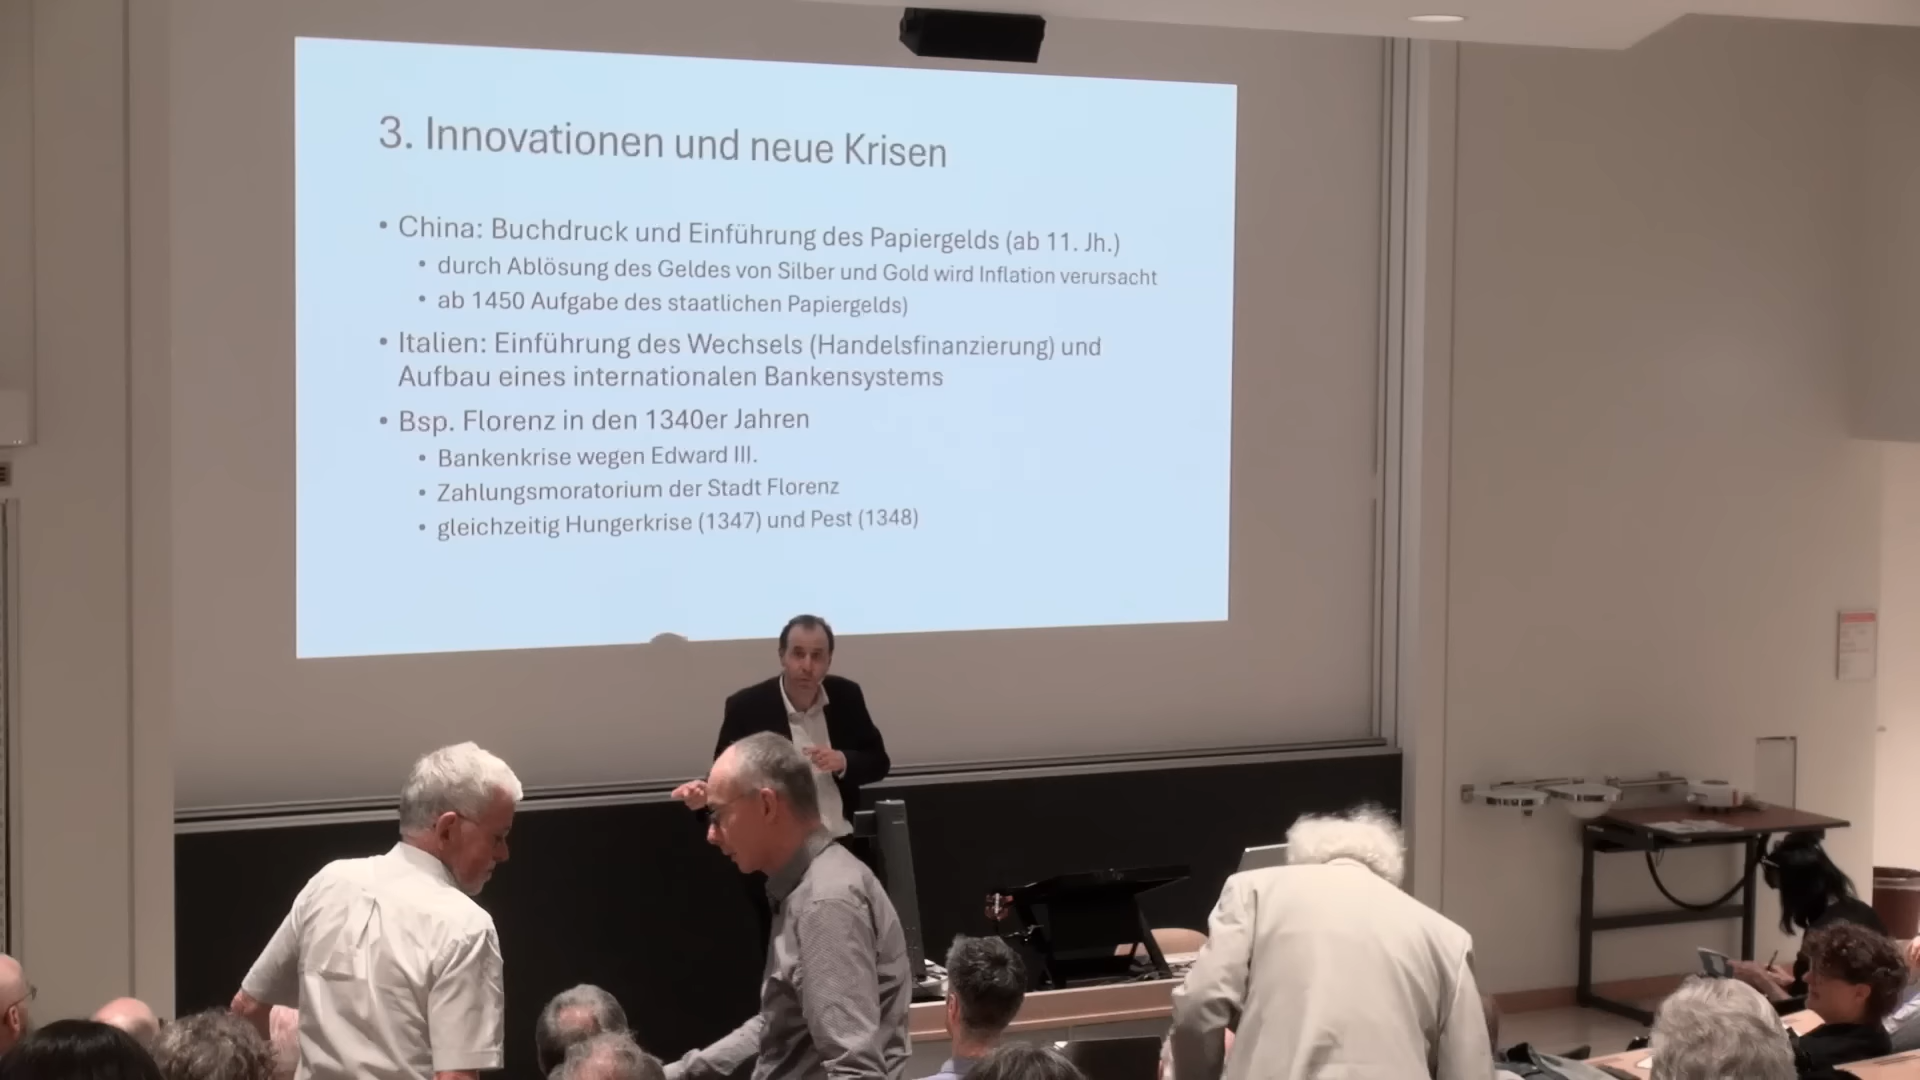 3. Innovationen und neue Krisen
• China: Buchdruck und Einführung des Papiergelds (ab 11. Jh.)
• durch Ablösung des Geldes von Silber und Gold wird Inflation verursacht
• ab 1450 Aufgabe des staatlichen Papiergelds)
• Italien: Einführung des Wechsels (Handelsfinanzierung) und
Aufbau eines internationalen Bankensystems
• Bsp. Florenz in den 1340er Jahren
• Bankenkrise wegen Edward III.
• Zahlungsmoratorium der Stadt Florenz
• gleichzeitig Hungerkrise (1347) und Pest (1348)